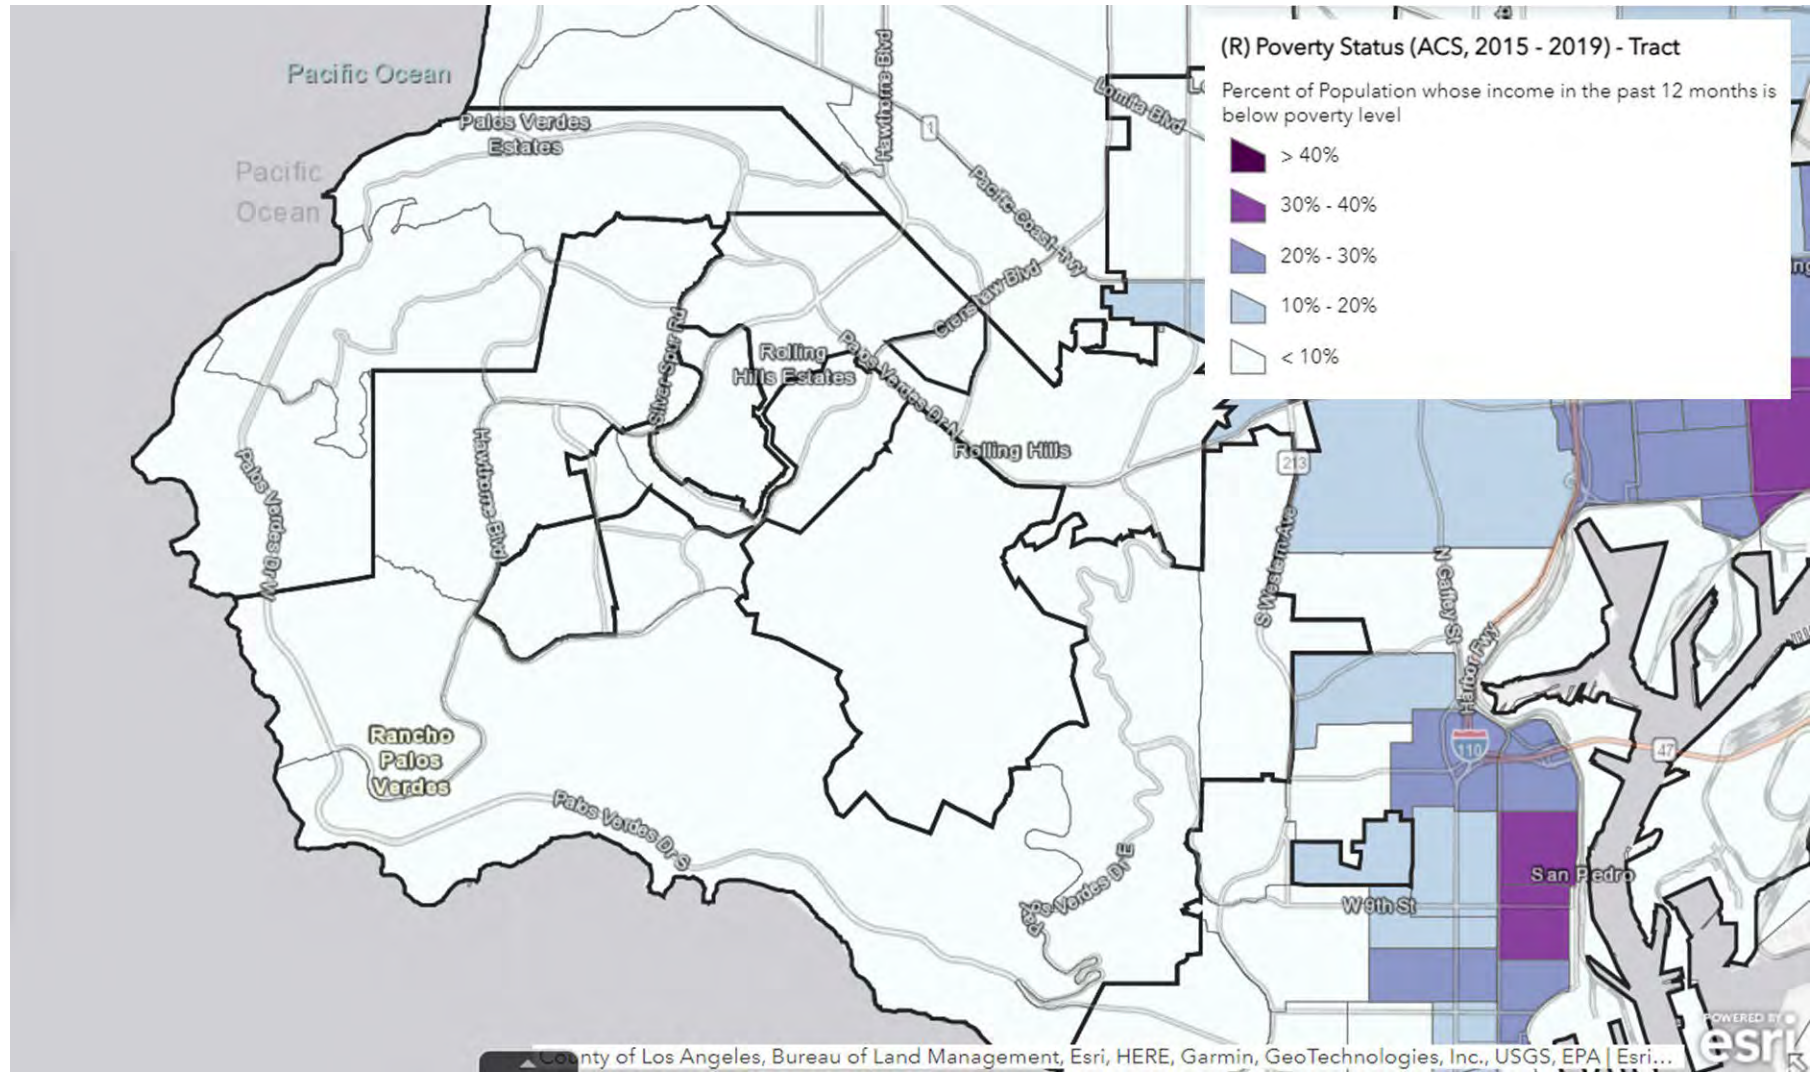 (R) Poverty Status (ACS, 2015 - 2019) - Tract
Percent of Population whose income in the past 12 months is
below poverty level
> 40%
30% - 40%
20% - 30%
10% - 20%
< 10%
Pacific Ocean
Pacific
Ocean
Palos Verdes
Estates
Hawthorne Blvd
1
Lomita Blvd
Pacific Coast Hwy
Crenshaw Blvd
Silver Spur Rd
Rolling
Hills Estates
Palos Verdes Dr N
Rolling Hills
213
Palos Verdes Dr W
Hawthorne Blvd
S Western Ave
N Gaffey St
Harbor Fwy
Rancho
Palos
Verdes
110
47
Palos Verdes Dr S
Palos Verdes Dr E
San Pedro
W 9th St
POWERED BY
esri
County of Los Angeles, Bureau of Land Management, Esri, HERE, Garmin, GeoTechnologies, Inc., USGS, EPA | Esri...